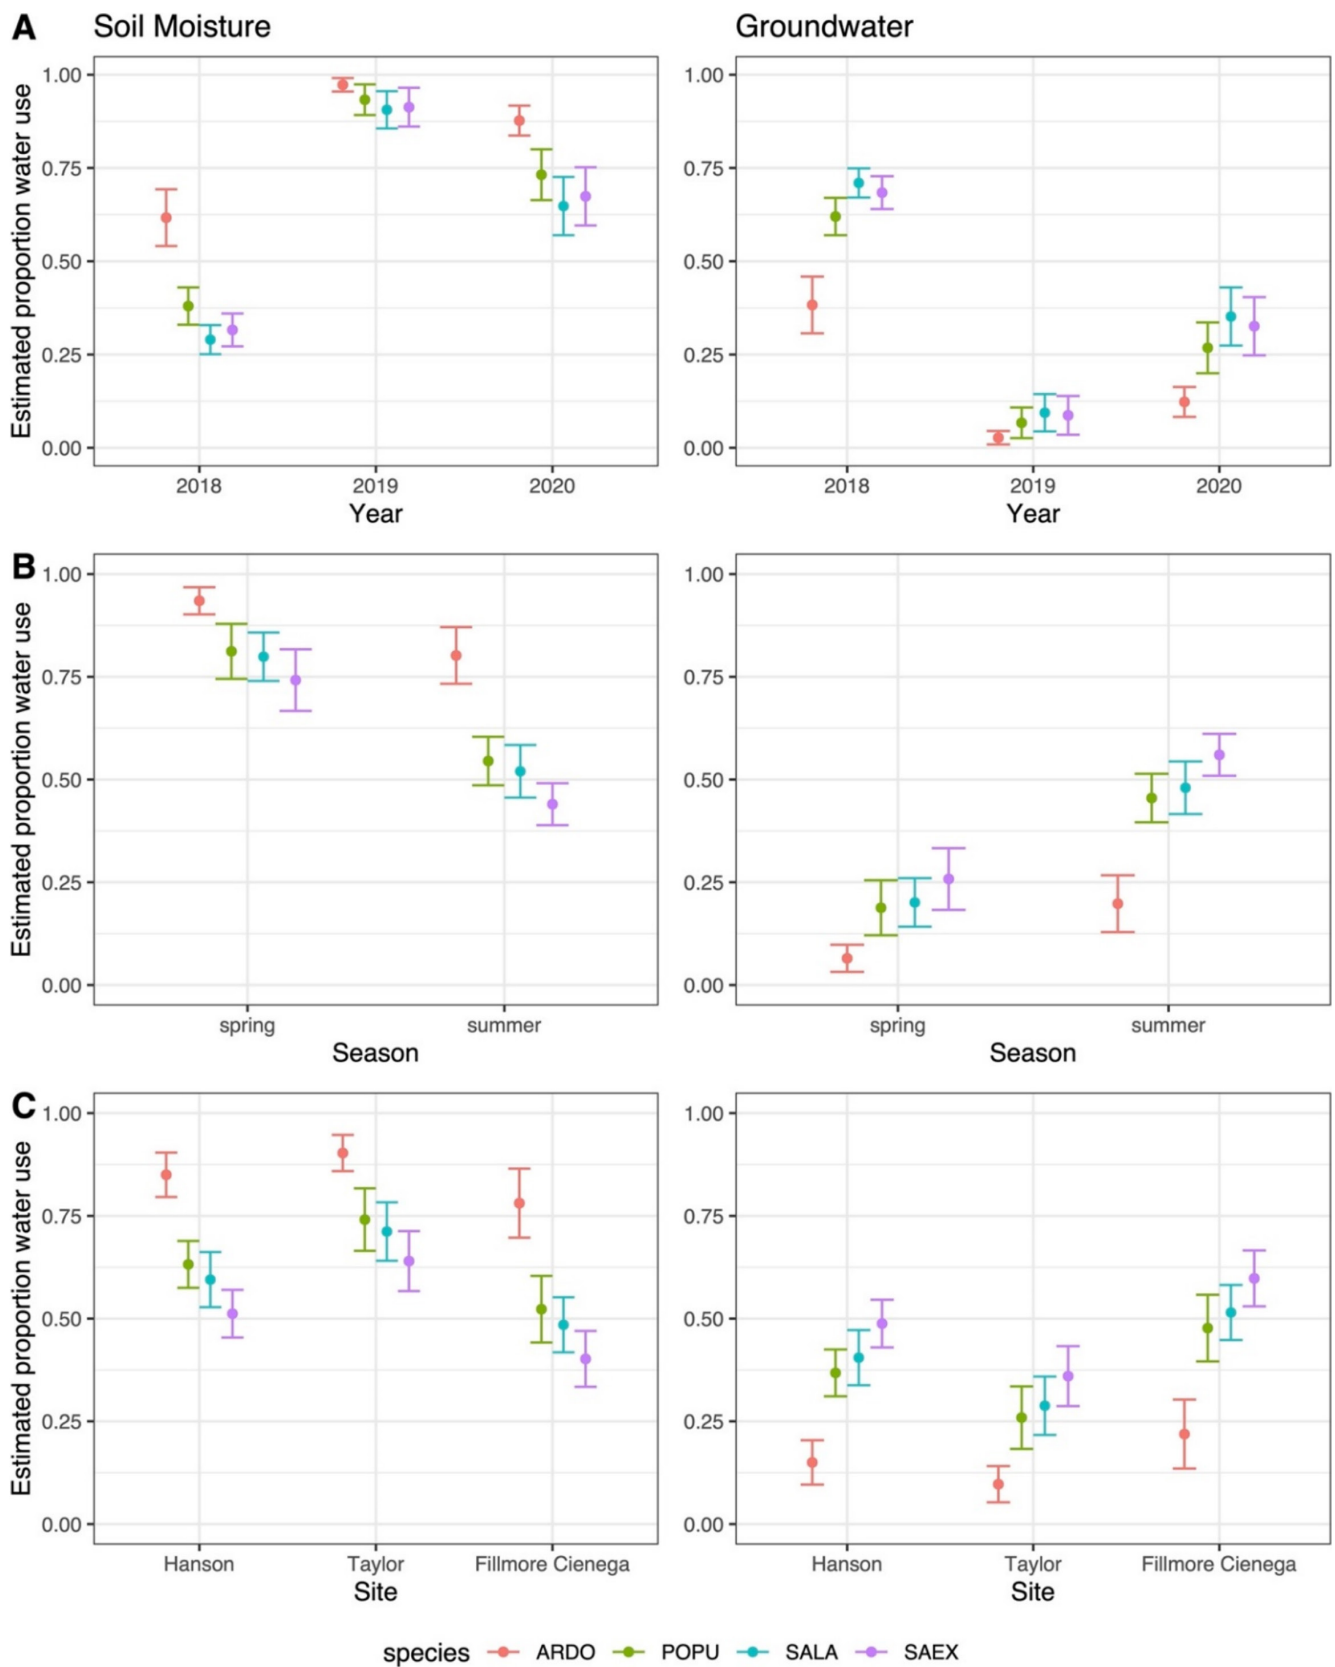 A
Soil Moisture
Groundwater
Estimated proportion water use
1.00
0.75
0.50
0.25
0.00
2018 2019 2020
Year
1.00
0.75
0.50
0.25
0.00
2018 2019 2020
Year
B
Estimated proportion water use
1.00
0.75
0.50
0.25
0.00
spring summer
Season
1.00
0.75
0.50
0.25
0.00
spring summer
Season
C
Estimated proportion water use
1.00
0.75
0.50
0.25
0.00
Hanson Taylor Fillmore Cienega
Site
1.00
0.75
0.50
0.25
0.00
Hanson Taylor Fillmore Cienega
Site
species ARDO POPU SALA SAEX